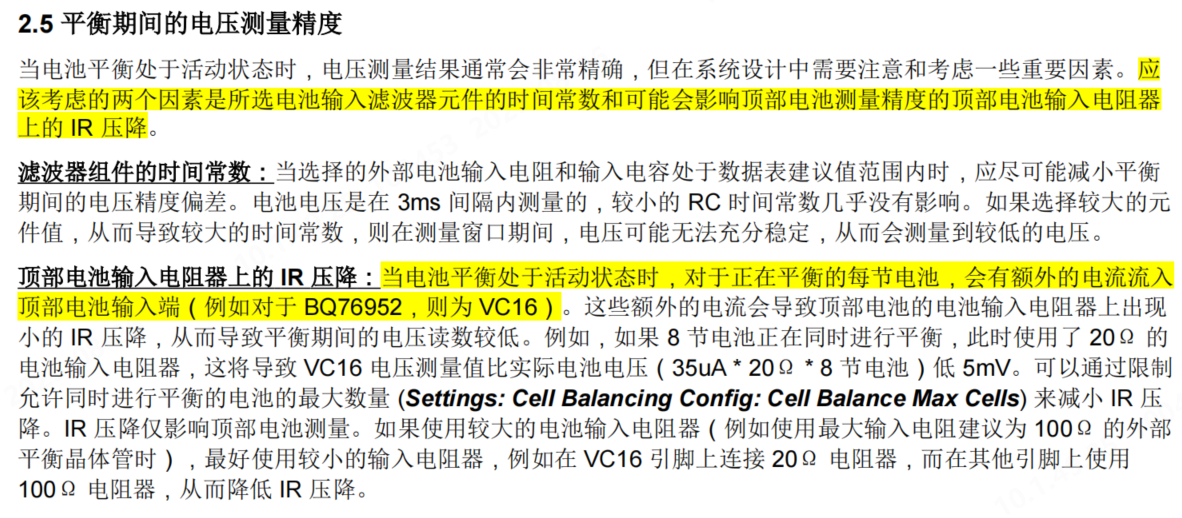 2.5 平衡期间的电压测量精度
当电池平衡处于活动状态时，电压测量结果通常会非常精确，但在系统设计中需要注意和考虑一些重要因素。应
该考虑的两个因素是所选电池输入滤波器元件的时间常数和可能会影响顶部电池测量精度的顶部电池输入电阻器
上的 IR 压降。
滤波器组件的时间常数：当选择的外部电池输入电阻和输入电容处于数据表建议值范围内时，应尽可能减小平衡
期间的电压精度偏差。电池电压是在 3ms 间隔内测量的，较小的 RC 时间常数几乎没有影响。如果选择较大的元
件值，从而导致较大的时间常数，则在测量窗口期间，电压可能无法充分稳定，从而会测量到较低的电压。
顶部电池输入电阻器上的 IR 压降：当电池平衡处于活动状态时，对于正在平衡的每节电池，会有额外的电流流入
顶部电池输入端（例如对于 BQ76952，则为 VC16）。这些额外的电流会导致顶部电池的电池输入电阻器上出现
小的 IR 压降，从而导致平衡期间的电压读数较低。例如，如果 8 节电池正在同时进行平衡，此时使用了 20Ω 的
电池输入电阻器，这将导致 VC16 电压测量值比实际电池电压（35uA * 20Ω * 8 节电池）低 5mV。可以通过限制
允许同时进行平衡的电池的最大数量 (Settings: Cell Balancing Config: Cell Balance Max Cells) 来减小 IR 压
降。IR 压降仅影响顶部电池测量。如果使用较大的电池输入电阻器（例如使用最大输入电阻建议为 100Ω 的外部
平衡晶体管时），最好使用较小的输入电阻器，例如在 VC16 引脚上连接 20Ω 电阻器，而在其他引脚上使用
100Ω 电阻器，从而降低 IR 压降。